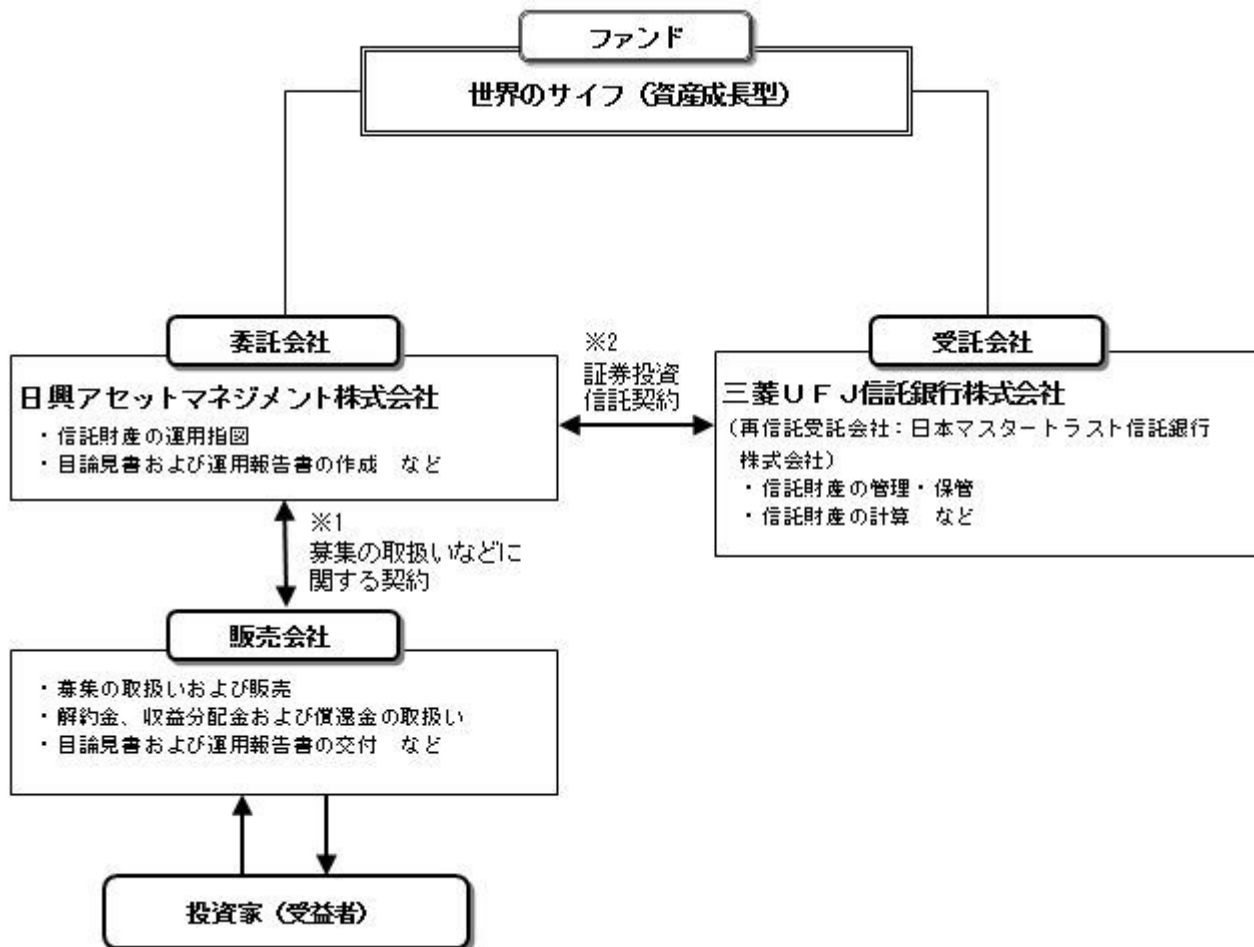 ファンド
世界のサイフ（資産成長型）
委託会社
日興アセットマネジメント株式会社
・信託財産の運用指図
・目論見書および運用報告書の作成　など
※2
証券投資
信託契約
受託会社
三菱ＵＦＪ信託銀行株式会社
（再信託受託会社：日本マスタートラスト信託銀行
株式会社）
・信託財産の管理・保管
・信託財産の計算　など
※1
募集の取扱いなどに
関する契約
販売会社
・募集の取扱いおよび販売
・解約金、収益分配金および償還金の取扱い
・目論見書および運用報告書の交付　など
投資家（受益者）